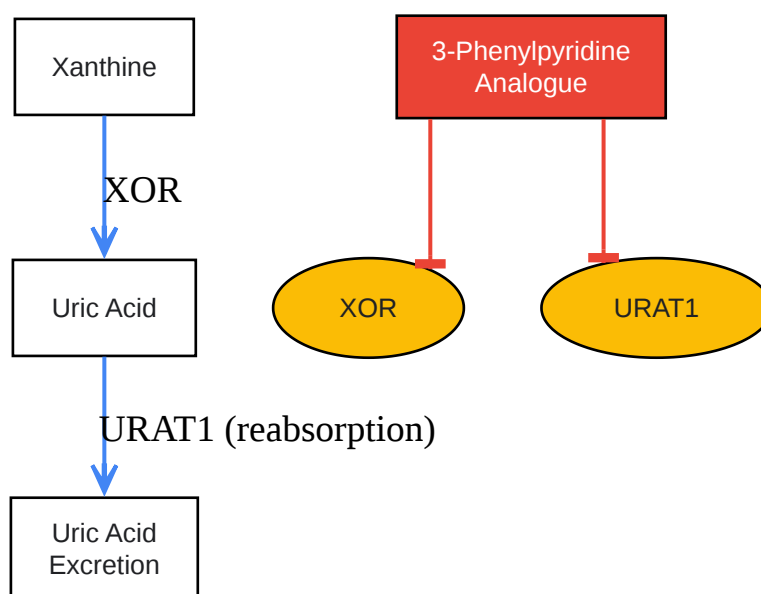 Xanthine
3-Phenylpyridine
Analogue
XOR
Uric Acid
XOR
URAT1
URAT1 (reabsorption)
Uric Acid
Excretion